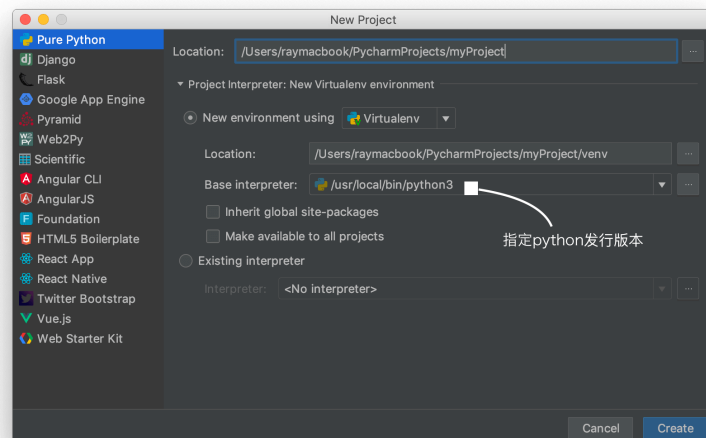 New Project
Pure Python
Django
Flask
Google App Engine
Pyramid
Web2Py
Scientific
Angular CLI
AngularJS
Foundation
HTML5 Boilerplate
React App
React Native
Twitter Bootstrap
Vue.js
Web Starter Kit
Location: /Users/raymacbook/PycharmProjects/myProject ...
Project Interpreter: New Virtualenv environment
New environment using Virtualenv
Location: /Users/raymacbook/PycharmProjects/myProject/venv ...
Base interpreter: /usr/local/bin/python3 ...
Inherit global site-packages
Make available to all projects
指定python发行版本
Existing interpreter
Interpreter: <No interpreter> ...
Cancel Create